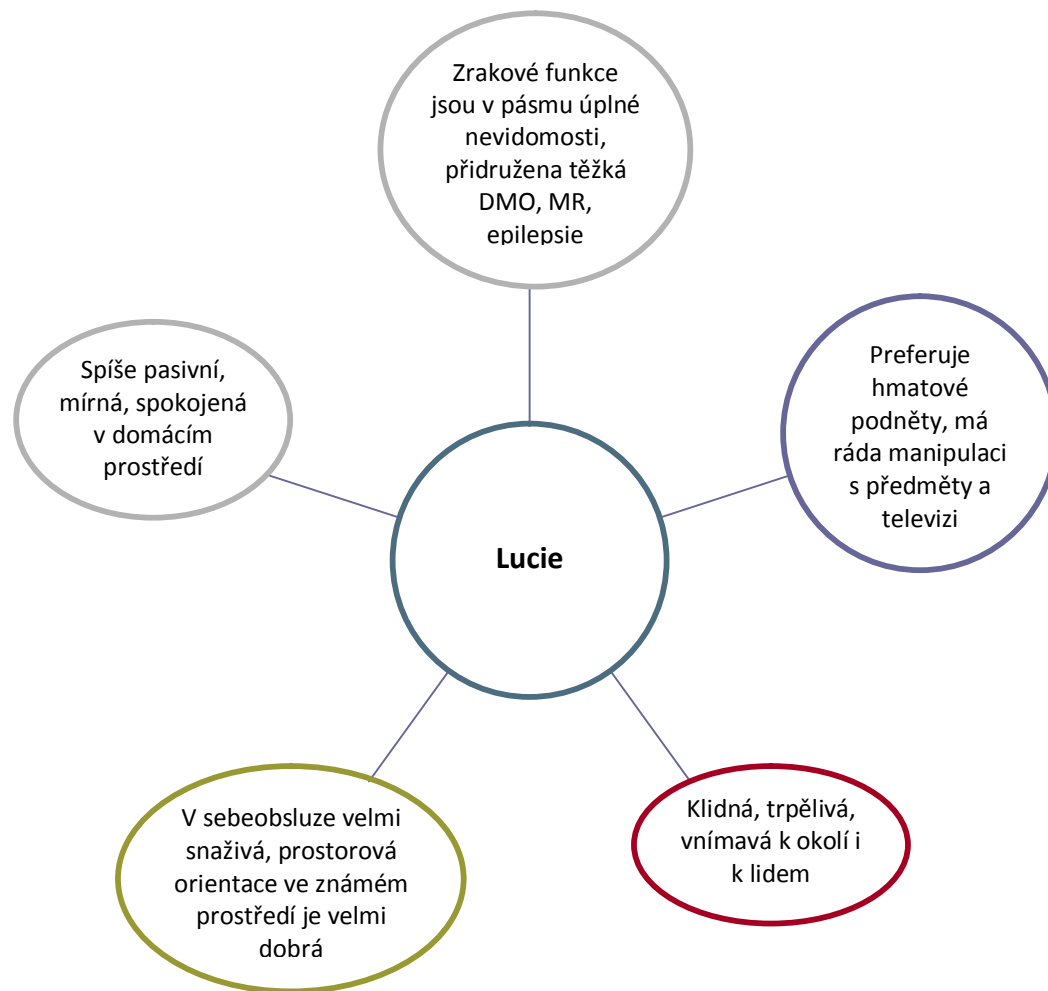 Zrakové funkce
jsou v pásmu úplné
nevidomosti,
přidružena těžká
DMO, MR,
epilepsie
Spíše pasivní,
mírná, spokojená
v domácím
prostředí
Preferuje
hmatové
podněty, má
ráda manipulaci
s předměty a
televizi
Lucie
V sebeobsluze velmi
snaživá, prostorová
orientace ve známém
prostředí je velmi
dobrá
Klidná, trpělivá,
vnímavá k okolí i
k lidem